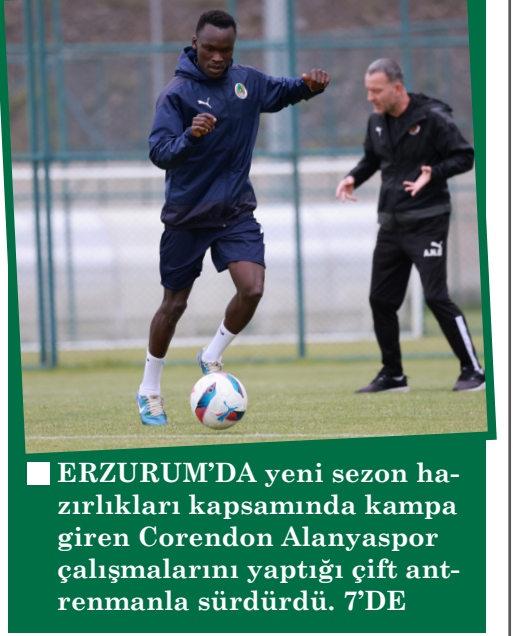 A.N.G
ERZURUM’DA yeni sezon ha-
zırlıkları kapsamında kampa
giren Corendon Alanyaspor
çalışmalarını yaptığı çift ant-
renmanla sürdürdü. 7’DE